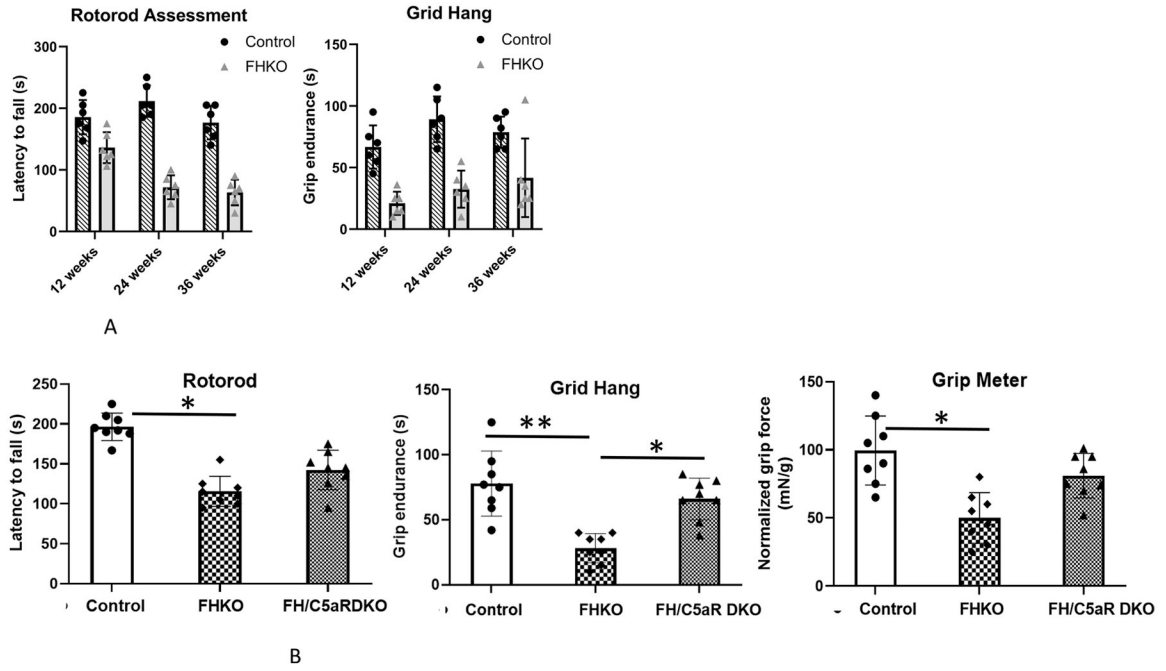 Rotorod Assessment
Control
FHKO
Latency to fall (s)
300
200
100
0
12 weeks
24 weeks
36 weeks
Grid Hang
Control
FHKO
Grip endurance (s)
150
100
50
0
12 weeks
24 weeks
36 weeks
A
Rotorod
Latency to fall (s)
250
200
150
100
50
0
*
Control
FHKO
FH/C5aRDKO
Grid Hang
Grip endurance (s)
150
100
50
0
**
*
Control
FHKO
FH/C5aR DKO
Grip Meter
Normalized grip force
(mN/g)
150
100
50
0
*
Control
FHKO
FH/C5aR DKO
B